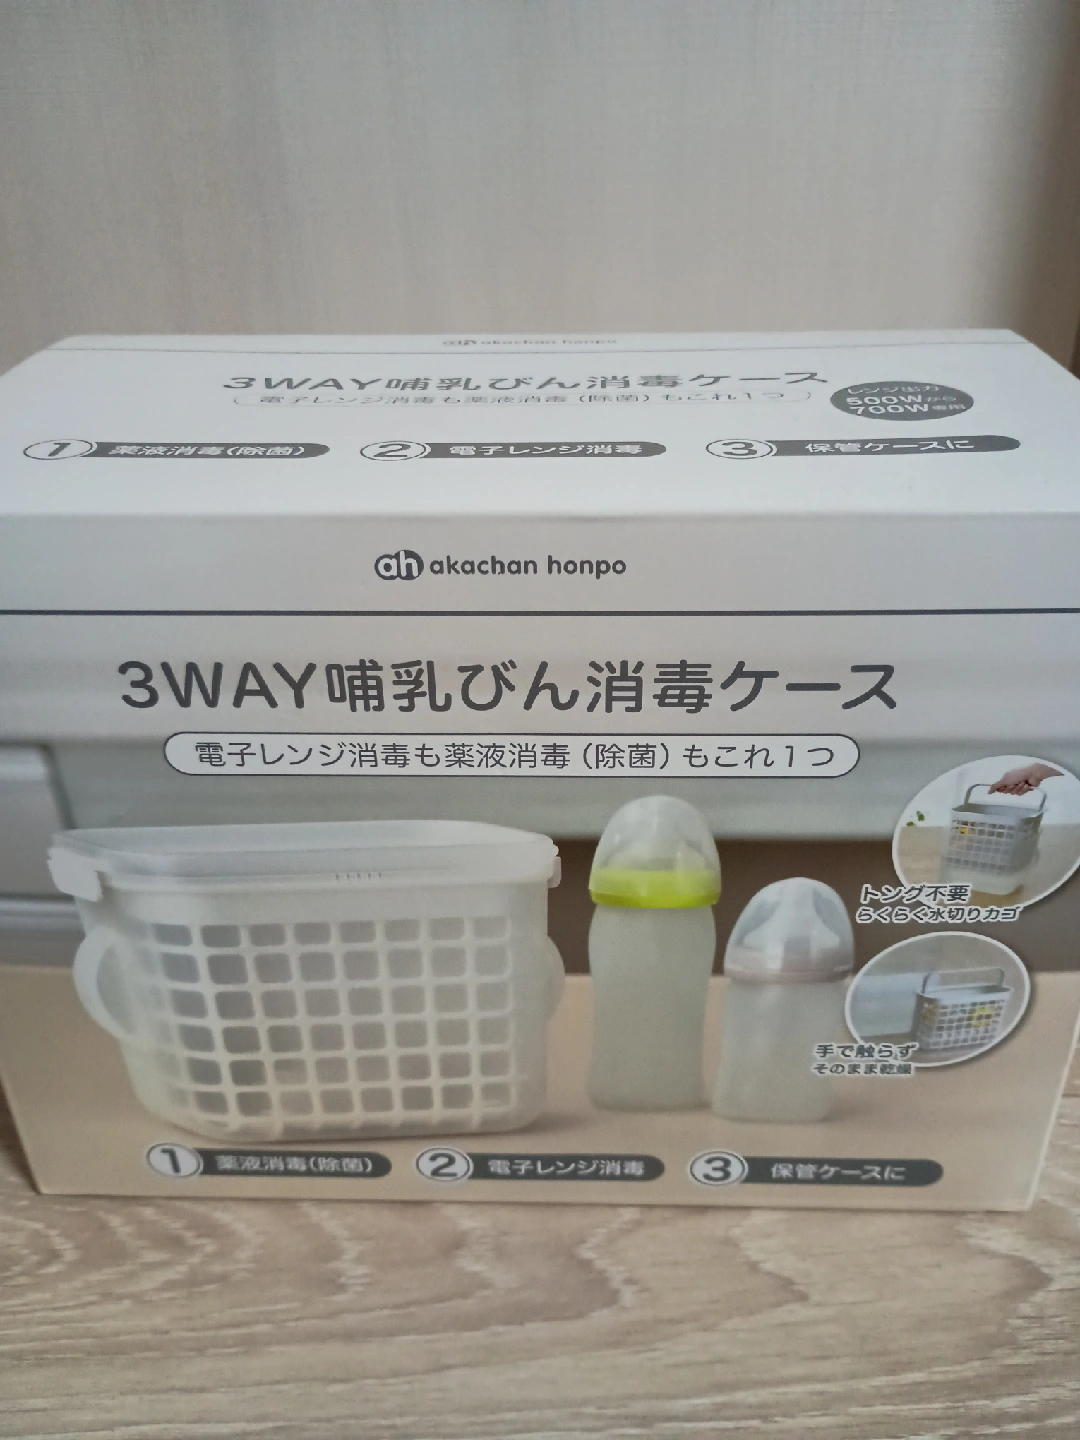 ah akachan honpo
3WAY哺乳びん消毒ケース
電子レンジ消毒も薬液消毒(除菌)もこれ1つ
レンジ出力
500Wから
700W専用
1 薬液消毒(除菌) 2 電子レンジ消毒 3 保管ケースに
ah akachan honpo
3WAY哺乳びん消毒ケース
電子レンジ消毒も薬液消毒(除菌)もこれ1つ
トング不要
らくらく水切りカゴ
手で触らず
そのまま乾燥
1 薬液消毒(除菌) 2 電子レンジ消毒 3 保管ケースに